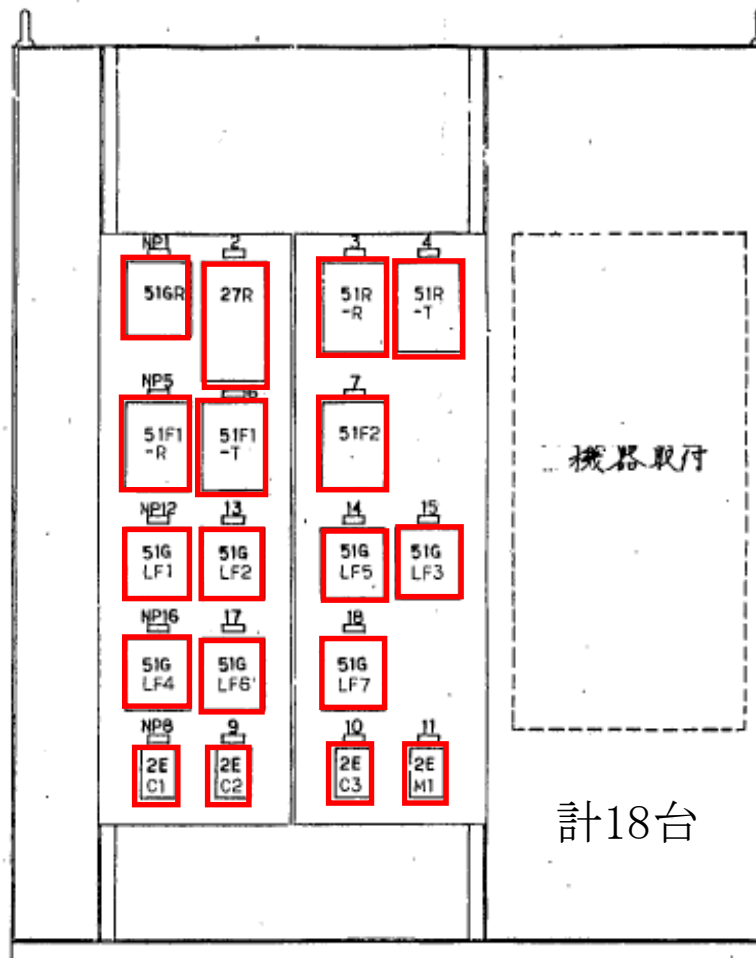 NP1 2 3 4
51GR 27R 51R 51R
-R -T
NP5 6 7
51F1 51F1 51F2
-R -T
NP12 13 14 15
51G 51G 51G 51G
LF1 LF2 LF5 LF3
NP16 17 18
51G 51G 51G
LF4 LF6 LF7
NP8 9 10 11
2E 2E 2E 2E
C1 C2 C3 M1
機器取付
計18台